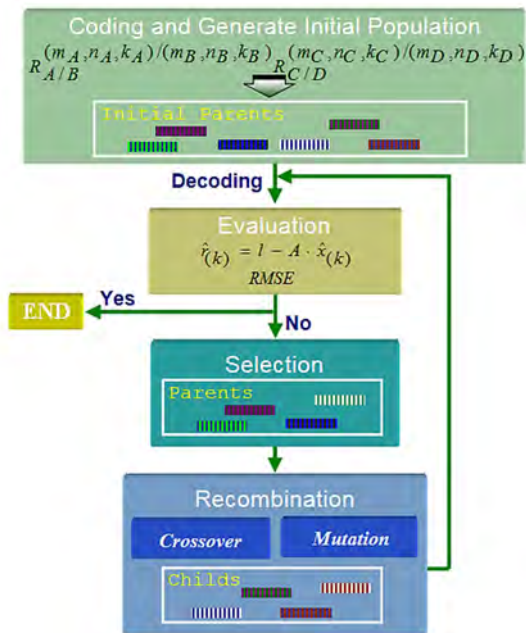 Coding and Generate Initial Population
R_{A/B}^{(m_A,n_A,k_A)/(m_B,n_B,k_B)} R_{C/D}^{(m_C,n_C,k_C)/(m_D,n_D,k_D)}
Initial Parents
Decoding
Evaluation
r̂_(k) = l − A · x̂_(k)
RMSE
Yes
END
No
Selection
Parents
Recombination
Crossover
Mutation
Childs